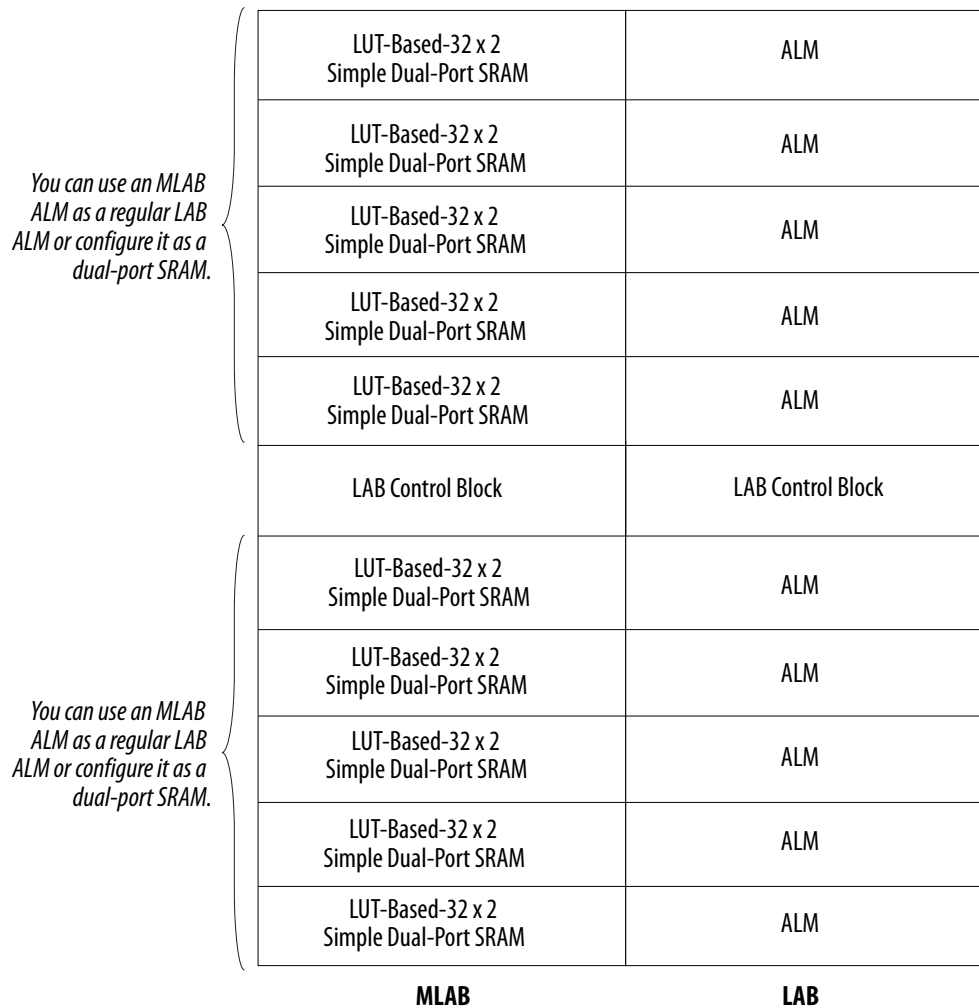 LUT-Based-32 x 2
Simple Dual-Port SRAM
ALM
LUT-Based-32 x 2
Simple Dual-Port SRAM
ALM
You can use an MLAB
ALM as a regular LAB
ALM or configure it as a
dual-port SRAM.
LUT-Based-32 x 2
Simple Dual-Port SRAM
ALM
LUT-Based-32 x 2
Simple Dual-Port SRAM
ALM
LUT-Based-32 x 2
Simple Dual-Port SRAM
ALM
LAB Control Block
LAB Control Block
LUT-Based-32 x 2
Simple Dual-Port SRAM
ALM
LUT-Based-32 x 2
Simple Dual-Port SRAM
ALM
You can use an MLAB
ALM as a regular LAB
ALM or configure it as a
dual-port SRAM.
LUT-Based-32 x 2
Simple Dual-Port SRAM
ALM
LUT-Based-32 x 2
Simple Dual-Port SRAM
ALM
LUT-Based-32 x 2
Simple Dual-Port SRAM
ALM
MLAB
LAB